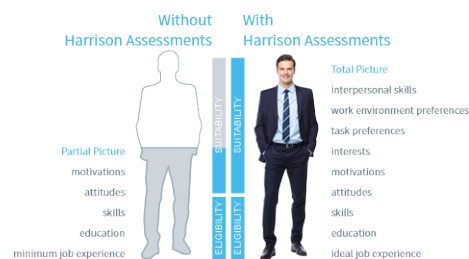 Without
Harrison Assessments
With
Harrison Assessments
Partial Picture
motivations
attitudes
skills
education
minimum job experience
SUITABILITY
ELIGIBILITY
SUITABILITY
ELIGIBILITY
Total Picture
interpersonal skills
work environment preferences
task preferences
interests
motivations
attitudes
skills
education
ideal job experience